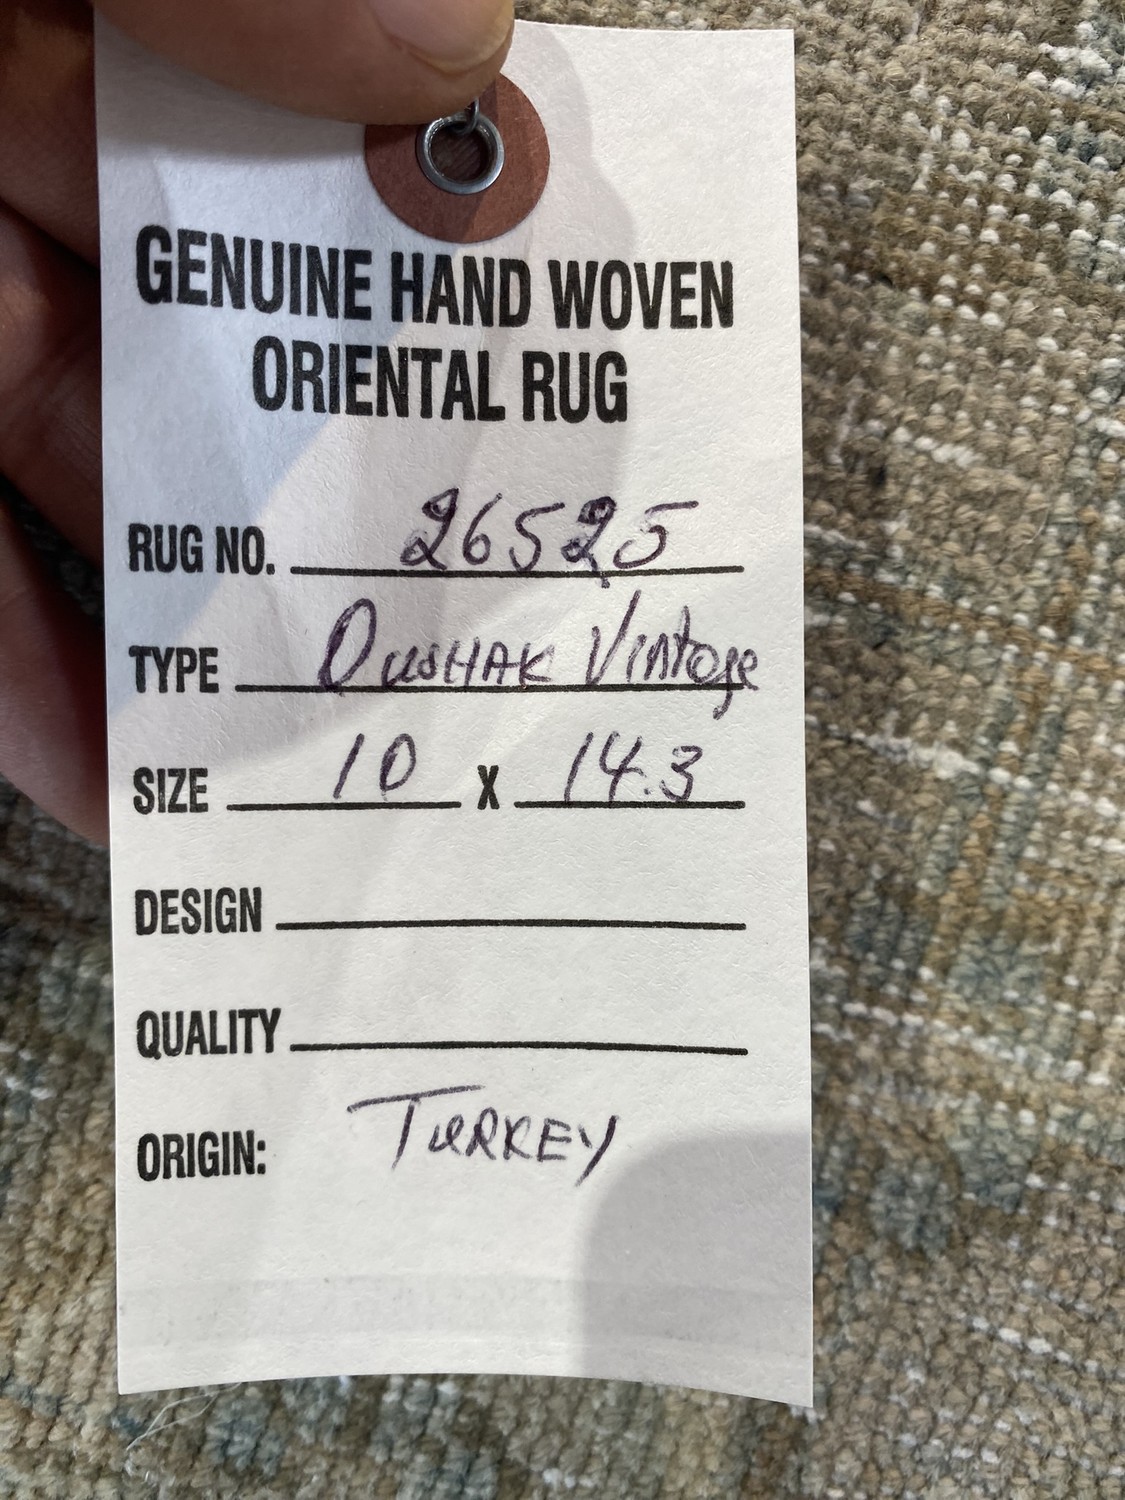 GENUINE HAND WOVEN
ORIENTAL RUG
RUG NO. 26525
TYPE OUSHAK Vintage
SIZE 10 X 14.3
DESIGN
QUALITY
ORIGIN: TURKEY